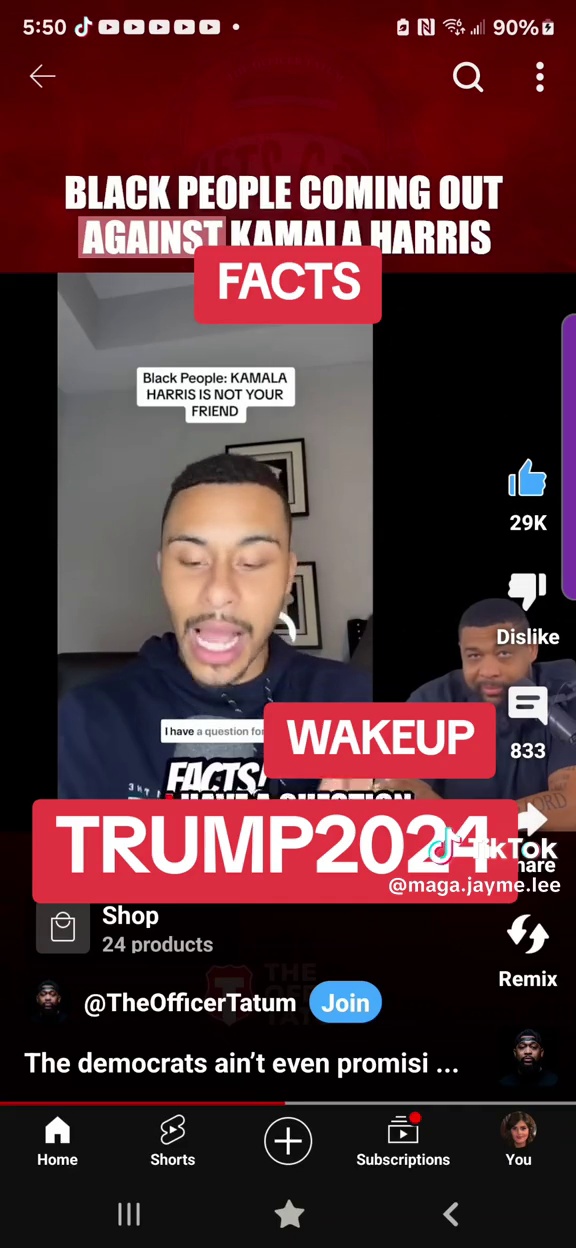 5:50
90%
BLACK PEOPLE COMING OUT
AGAINST KAMALA HARRIS
FACTS
Black People: KAMALA
HARRIS IS NOT YOUR
FRIEND
29K
Dislike
I have a question for
WAKEUP
833
FACTS!
I HAVE A QUESTION
TRUMP2024
TikTok
hare
@maga.jayme.lee
Shop
24 products
Remix
@TheOfficerTatum
Join
The democrats ain't even promisi ...
Home
Shorts
Subscriptions
You